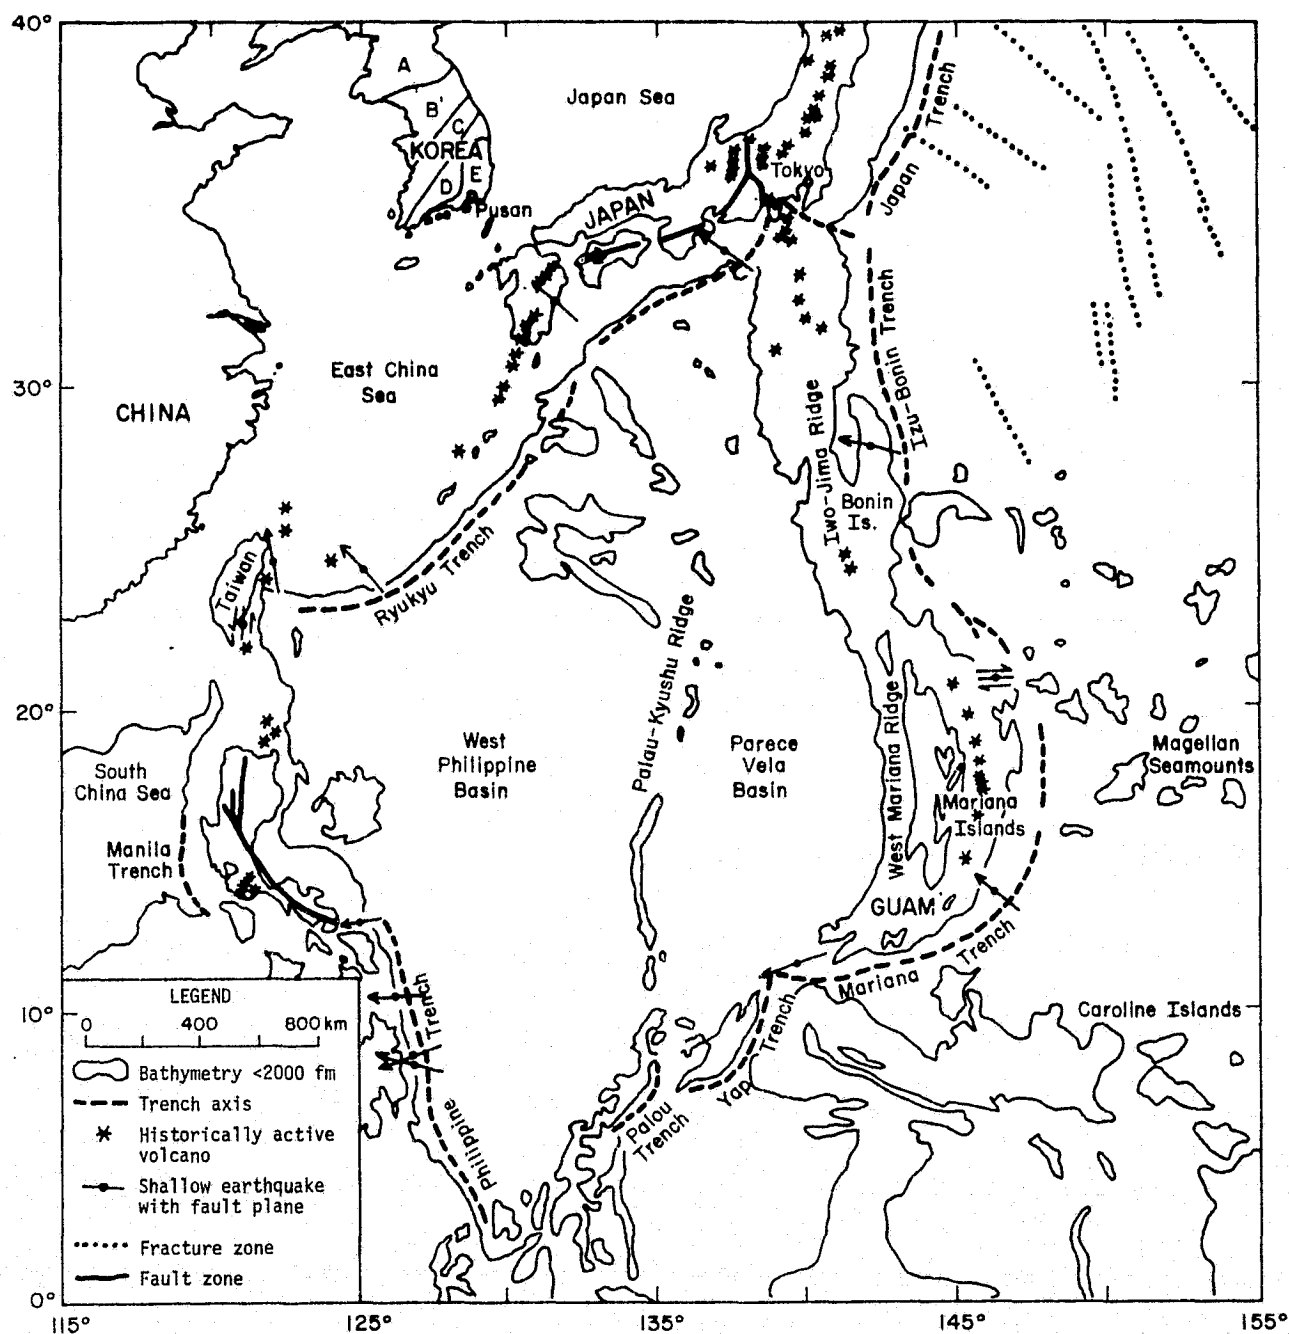 40°
A
B'
C
KOREA
D
E
Pusan
Japan Sea
Tokyo
JAPAN
Japan
Trench
30°
CHINA
East China
Sea
Izu-Bonin Trench
Iwo-Jima Ridge
Bonin
Is.
Taiwan
Ryukyu Trench
Palau-Kyushu Ridge
20°
South
China Sea
West
Philippine
Basin
Parece
Vela
Basin
West Mariana Ridge
Mariana
Islands
Magellan
Seamounts
Manila
Trench
GUAM
Mariana Trench
Caroline Islands
10°
Philippine Trench
Palou
Trench
Yap Trench
LEGEND
0 400 800 km
Bathymetry <2000 fm
Trench axis
Historically active
volcano
Shallow earthquake
with fault plane
Fracture zone
Fault zone
0°
115° 125° 135° 145° 155°